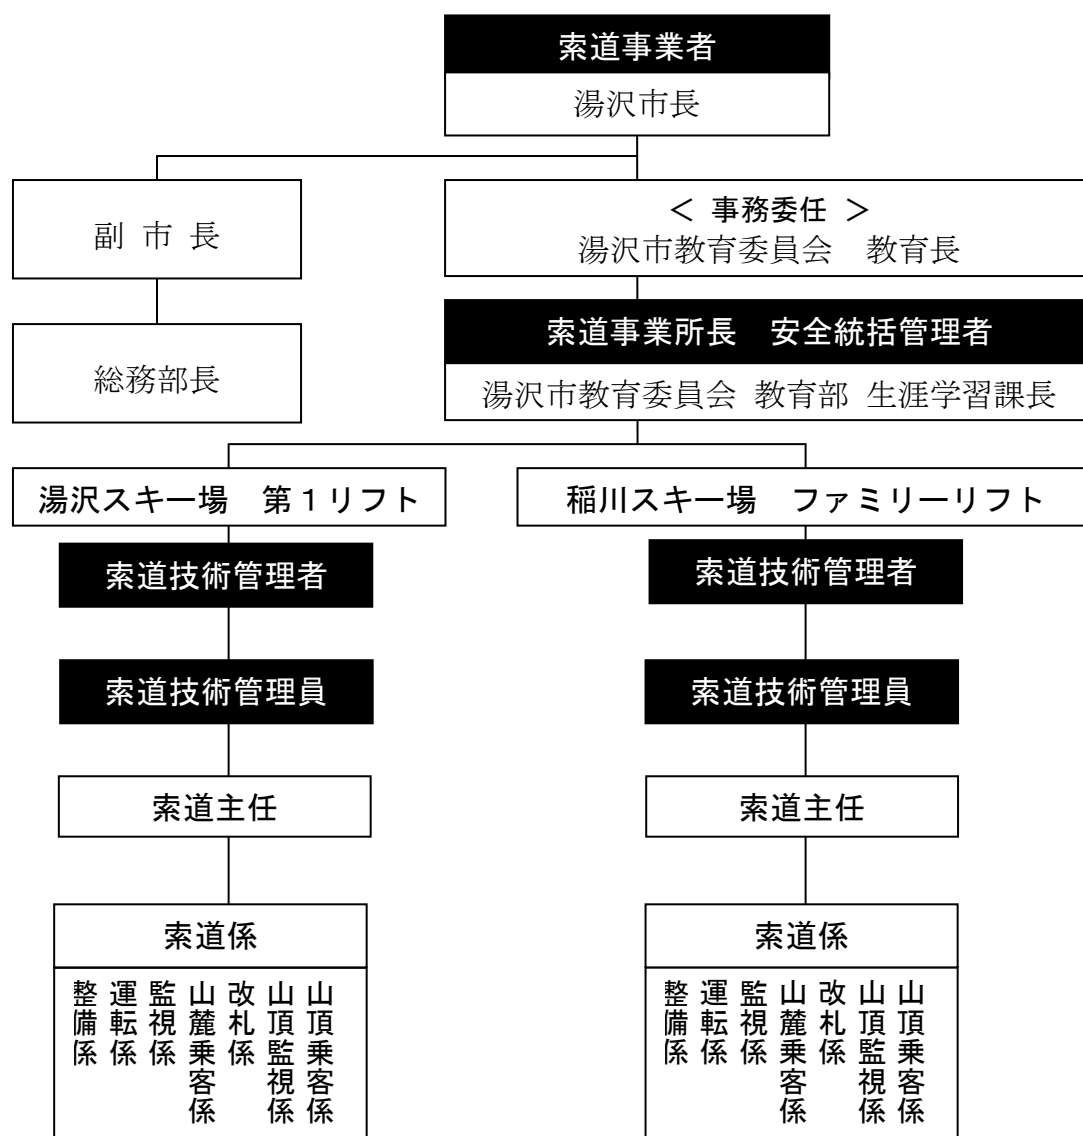 索道事業者
湯沢市長
副 市 長
＜ 事務委任 ＞
湯沢市教育委員会　教育長
総務部長
索道事業所長　安全統括管理者
湯沢市教育委員会 教育部 生涯学習課長
湯沢スキー場　第１リフト
稲川スキー場　ファミリーリフト
索道技術管理者
索道技術管理者
索道技術管理員
索道技術管理員
索道主任
索道主任
索道係
整備係
運転係
監視係
山麓乗客係
改札係
山頂監視係
山頂乗客係
索道係
整備係
運転係
監視係
山麓乗客係
改札係
山頂監視係
山頂乗客係